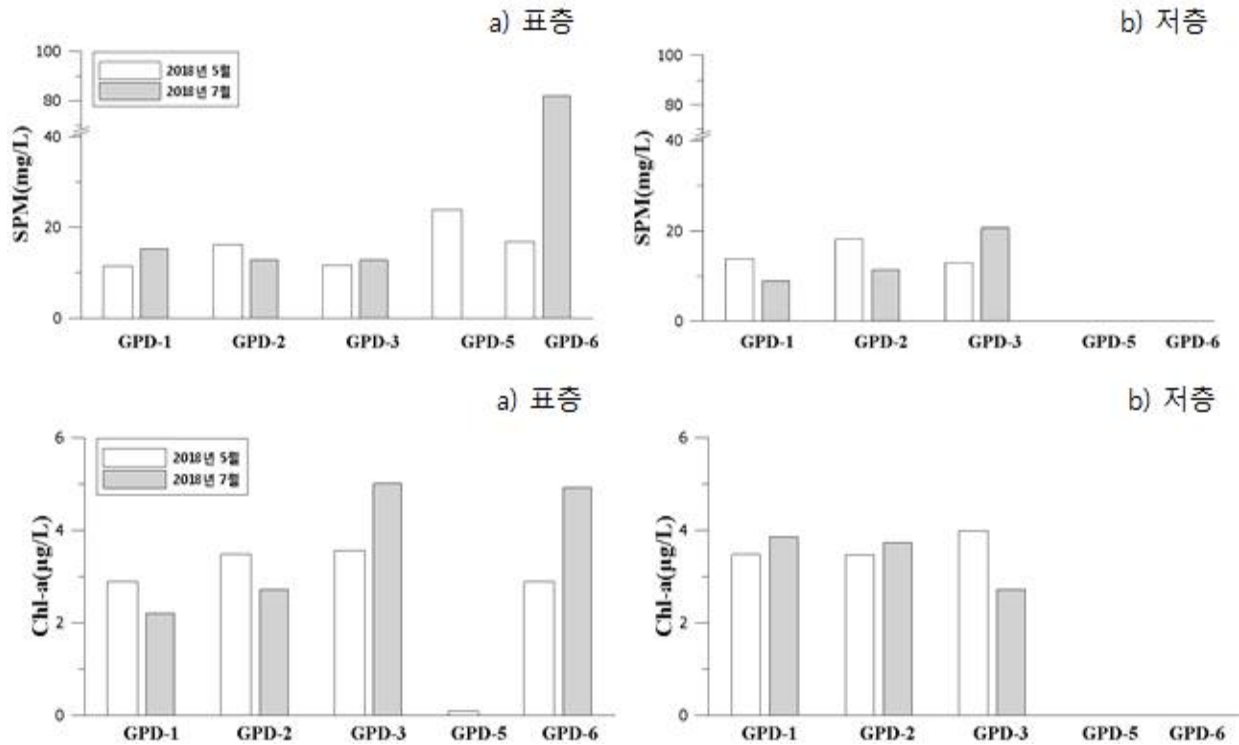 a) 표층
100
80
40
20
0
SPM(mg/L)
2018년 5월
2018년 7월
GPD-1 GPD-2 GPD-3 GPD-5 GPD-6
b) 저층
100
80
40
20
0
SPM(mg/L)
GPD-1 GPD-2 GPD-3 GPD-5 GPD-6
a) 표층
6
4
2
0
Chl-a(µg/L)
2018년 5월
2018년 7월
GPD-1 GPD-2 GPD-3 GPD-5 GPD-6
b) 저층
6
4
2
0
Chl-a(µg/L)
GPD-1 GPD-2 GPD-3 GPD-5 GPD-6